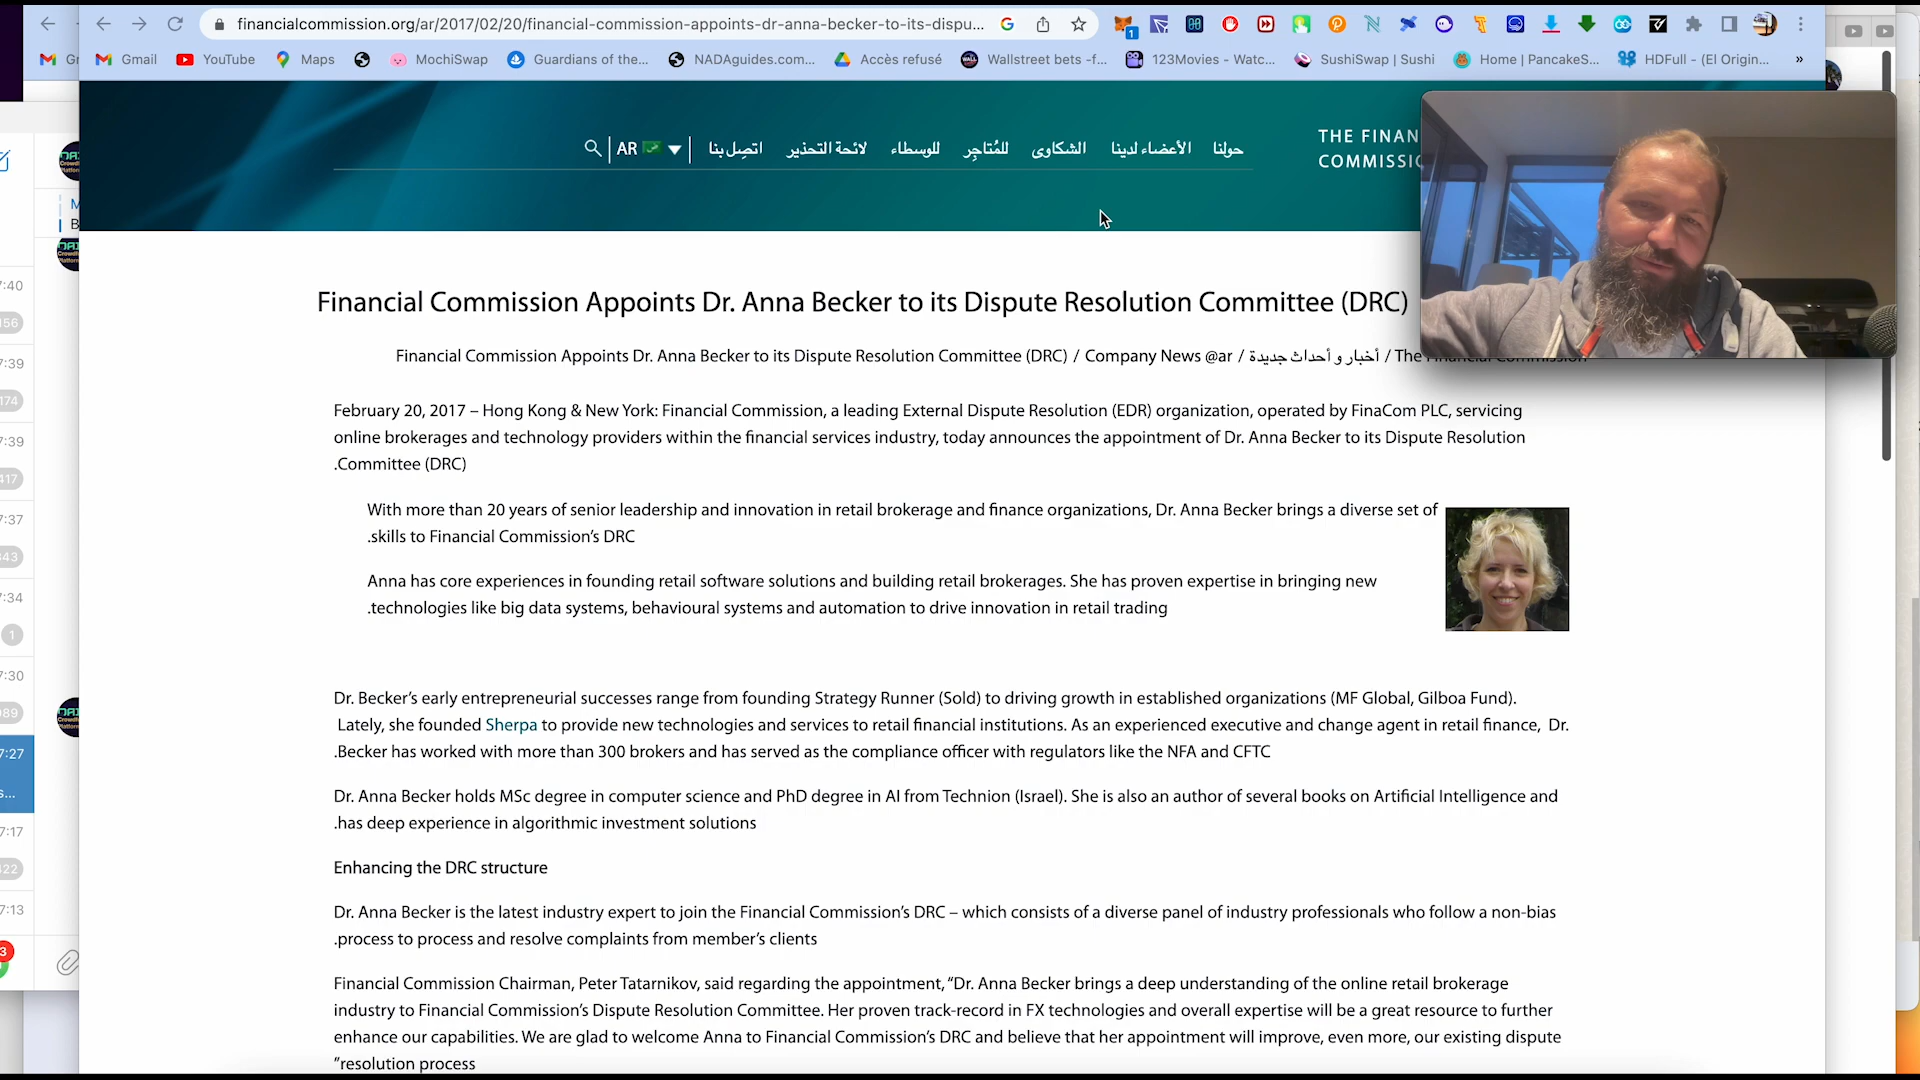 financialcommission.org/ar/2017/02/20/financial-commission-appoints-dr-anna-becker-to-its-dispu...
1
Gmail
YouTube
Maps
MochiSwap
Guardians of the...
NADAguides.com...
Accès refusé
Wallstreet bets -f...
123Movies - Watc...
SushiSwap | Sushi
Home | PancakeS...
HDFull - (El Origin...
»
حولنا
الأعضاء لدينا
الشكاوى
للمُتاجِر
للوسطاء
لائحة التحذير
اتصِل بنا
AR
THE FINAN
COMMISSIO
Financial Commission Appoints Dr. Anna Becker to its Dispute Resolution Committee (DRC)
Financial Commission Appoints Dr. Anna Becker to its Dispute Resolution Committee (DRC) / Company News @ar / أخبار و أحداث جديدة / The Financial Commission
February 20, 2017 – Hong Kong & New York: Financial Commission, a leading External Dispute Resolution (EDR) organization, operated by FinaCom PLC, servicing
online brokerages and technology providers within the financial services industry, today announces the appointment of Dr. Anna Becker to its Dispute Resolution
.Committee (DRC)
With more than 20 years of senior leadership and innovation in retail brokerage and finance organizations, Dr. Anna Becker brings a diverse set of
.skills to Financial Commission's DRC
Anna has core experiences in founding retail software solutions and building retail brokerages. She has proven expertise in bringing new
.technologies like big data systems, behavioural systems and automation to drive innovation in retail trading
Dr. Becker's early entrepreneurial successes range from founding Strategy Runner (Sold) to driving growth in established organizations (MF Global, Gilboa Fund).
Lately, she founded Sherpa to provide new technologies and services to retail financial institutions. As an experienced executive and change agent in retail finance, Dr.
.Becker has worked with more than 300 brokers and has served as the compliance officer with regulators like the NFA and CFTC
Dr. Anna Becker holds MSc degree in computer science and PhD degree in AI from Technion (Israel). She is also an author of several books on Artificial Intelligence and
.has deep experience in algorithmic investment solutions
Enhancing the DRC structure
Dr. Anna Becker is the latest industry expert to join the Financial Commission's DRC – which consists of a diverse panel of industry professionals who follow a non-bias
.process to process and resolve complaints from member's clients
Financial Commission Chairman, Peter Tatarnikov, said regarding the appointment, "Dr. Anna Becker brings a deep understanding of the online retail brokerage
industry to Financial Commission's Dispute Resolution Committee. Her proven track-record in FX technologies and overall expertise will be a great resource to further
enhance our capabilities. We are glad to welcome Anna to Financial Commission's DRC and believe that her appointment will improve, even more, our existing dispute
"resolution process
:40
156
:39
174
:39
417
:37
:34
1
:30
:27
s...
:17
:13
3